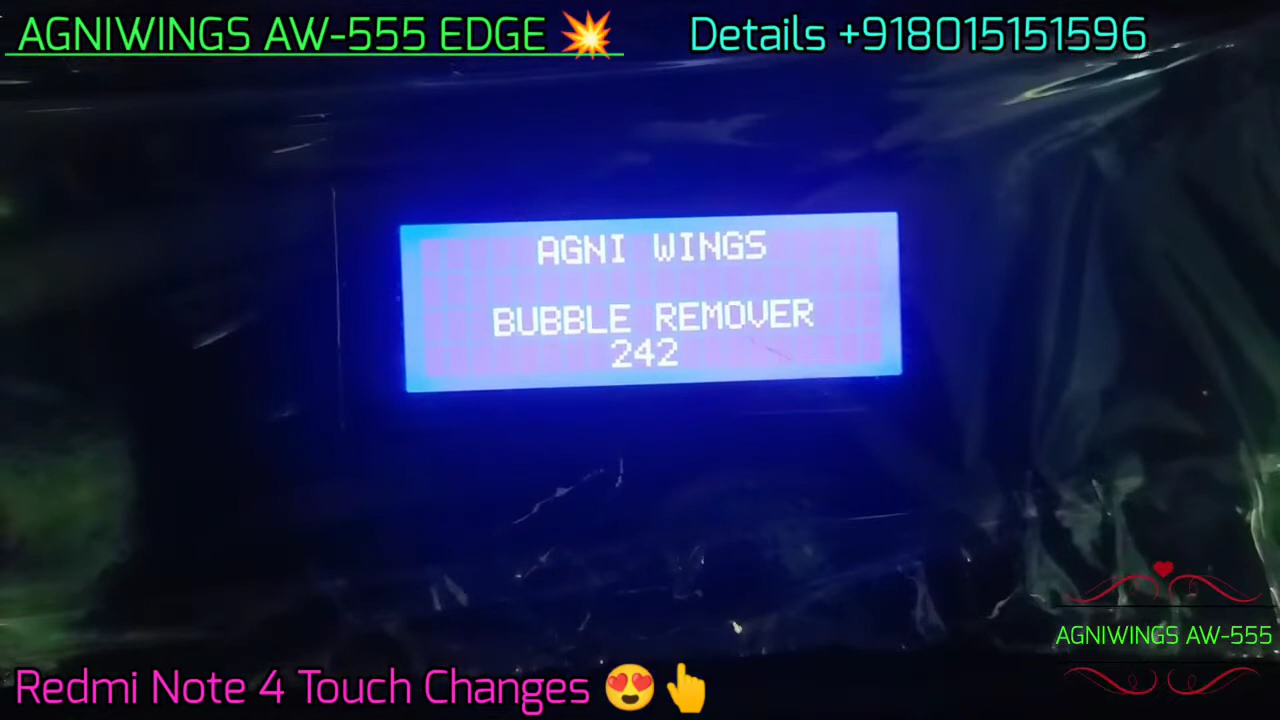 AGNIWINGS AW-555 EDGE 💥
Details +918015151596
AGNI WINGS
BUBBLE REMOVER
242
AGNIWINGS AW-555
Redmi Note 4 Touch Changes 😍👆